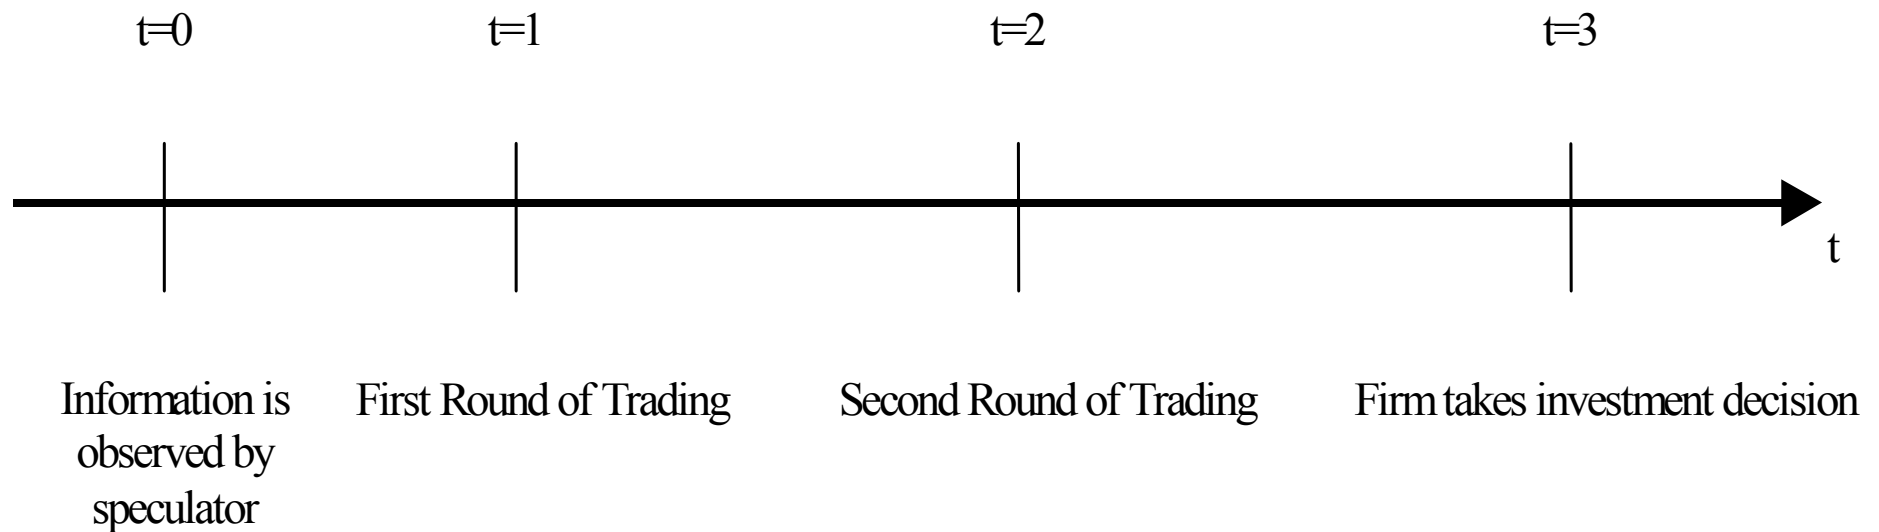 t=0
t=1
t=2
t=3
t
Information is
observed by
speculator
First Round of Trading
Second Round of Trading
Firm takes investment decision